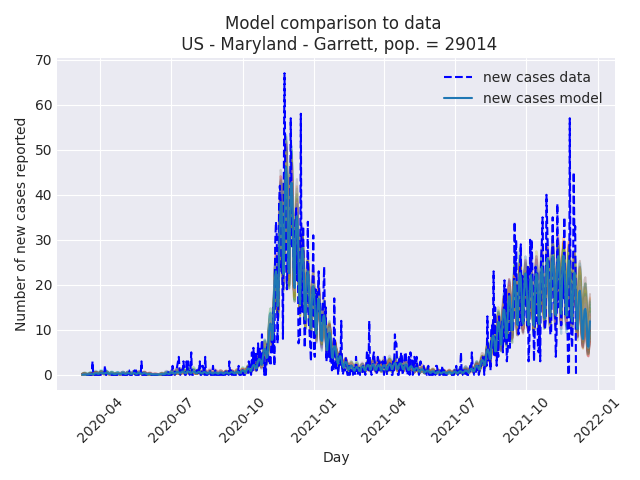 Model comparison to data
US - Maryland - Garrett, pop. = 29014
new cases data
new cases model
Number of new cases reported
70
60
50
40
30
20
10
0
2020-04
2020-07
2020-10
2021-01
2021-04
2021-07
2021-10
2022-01
Day